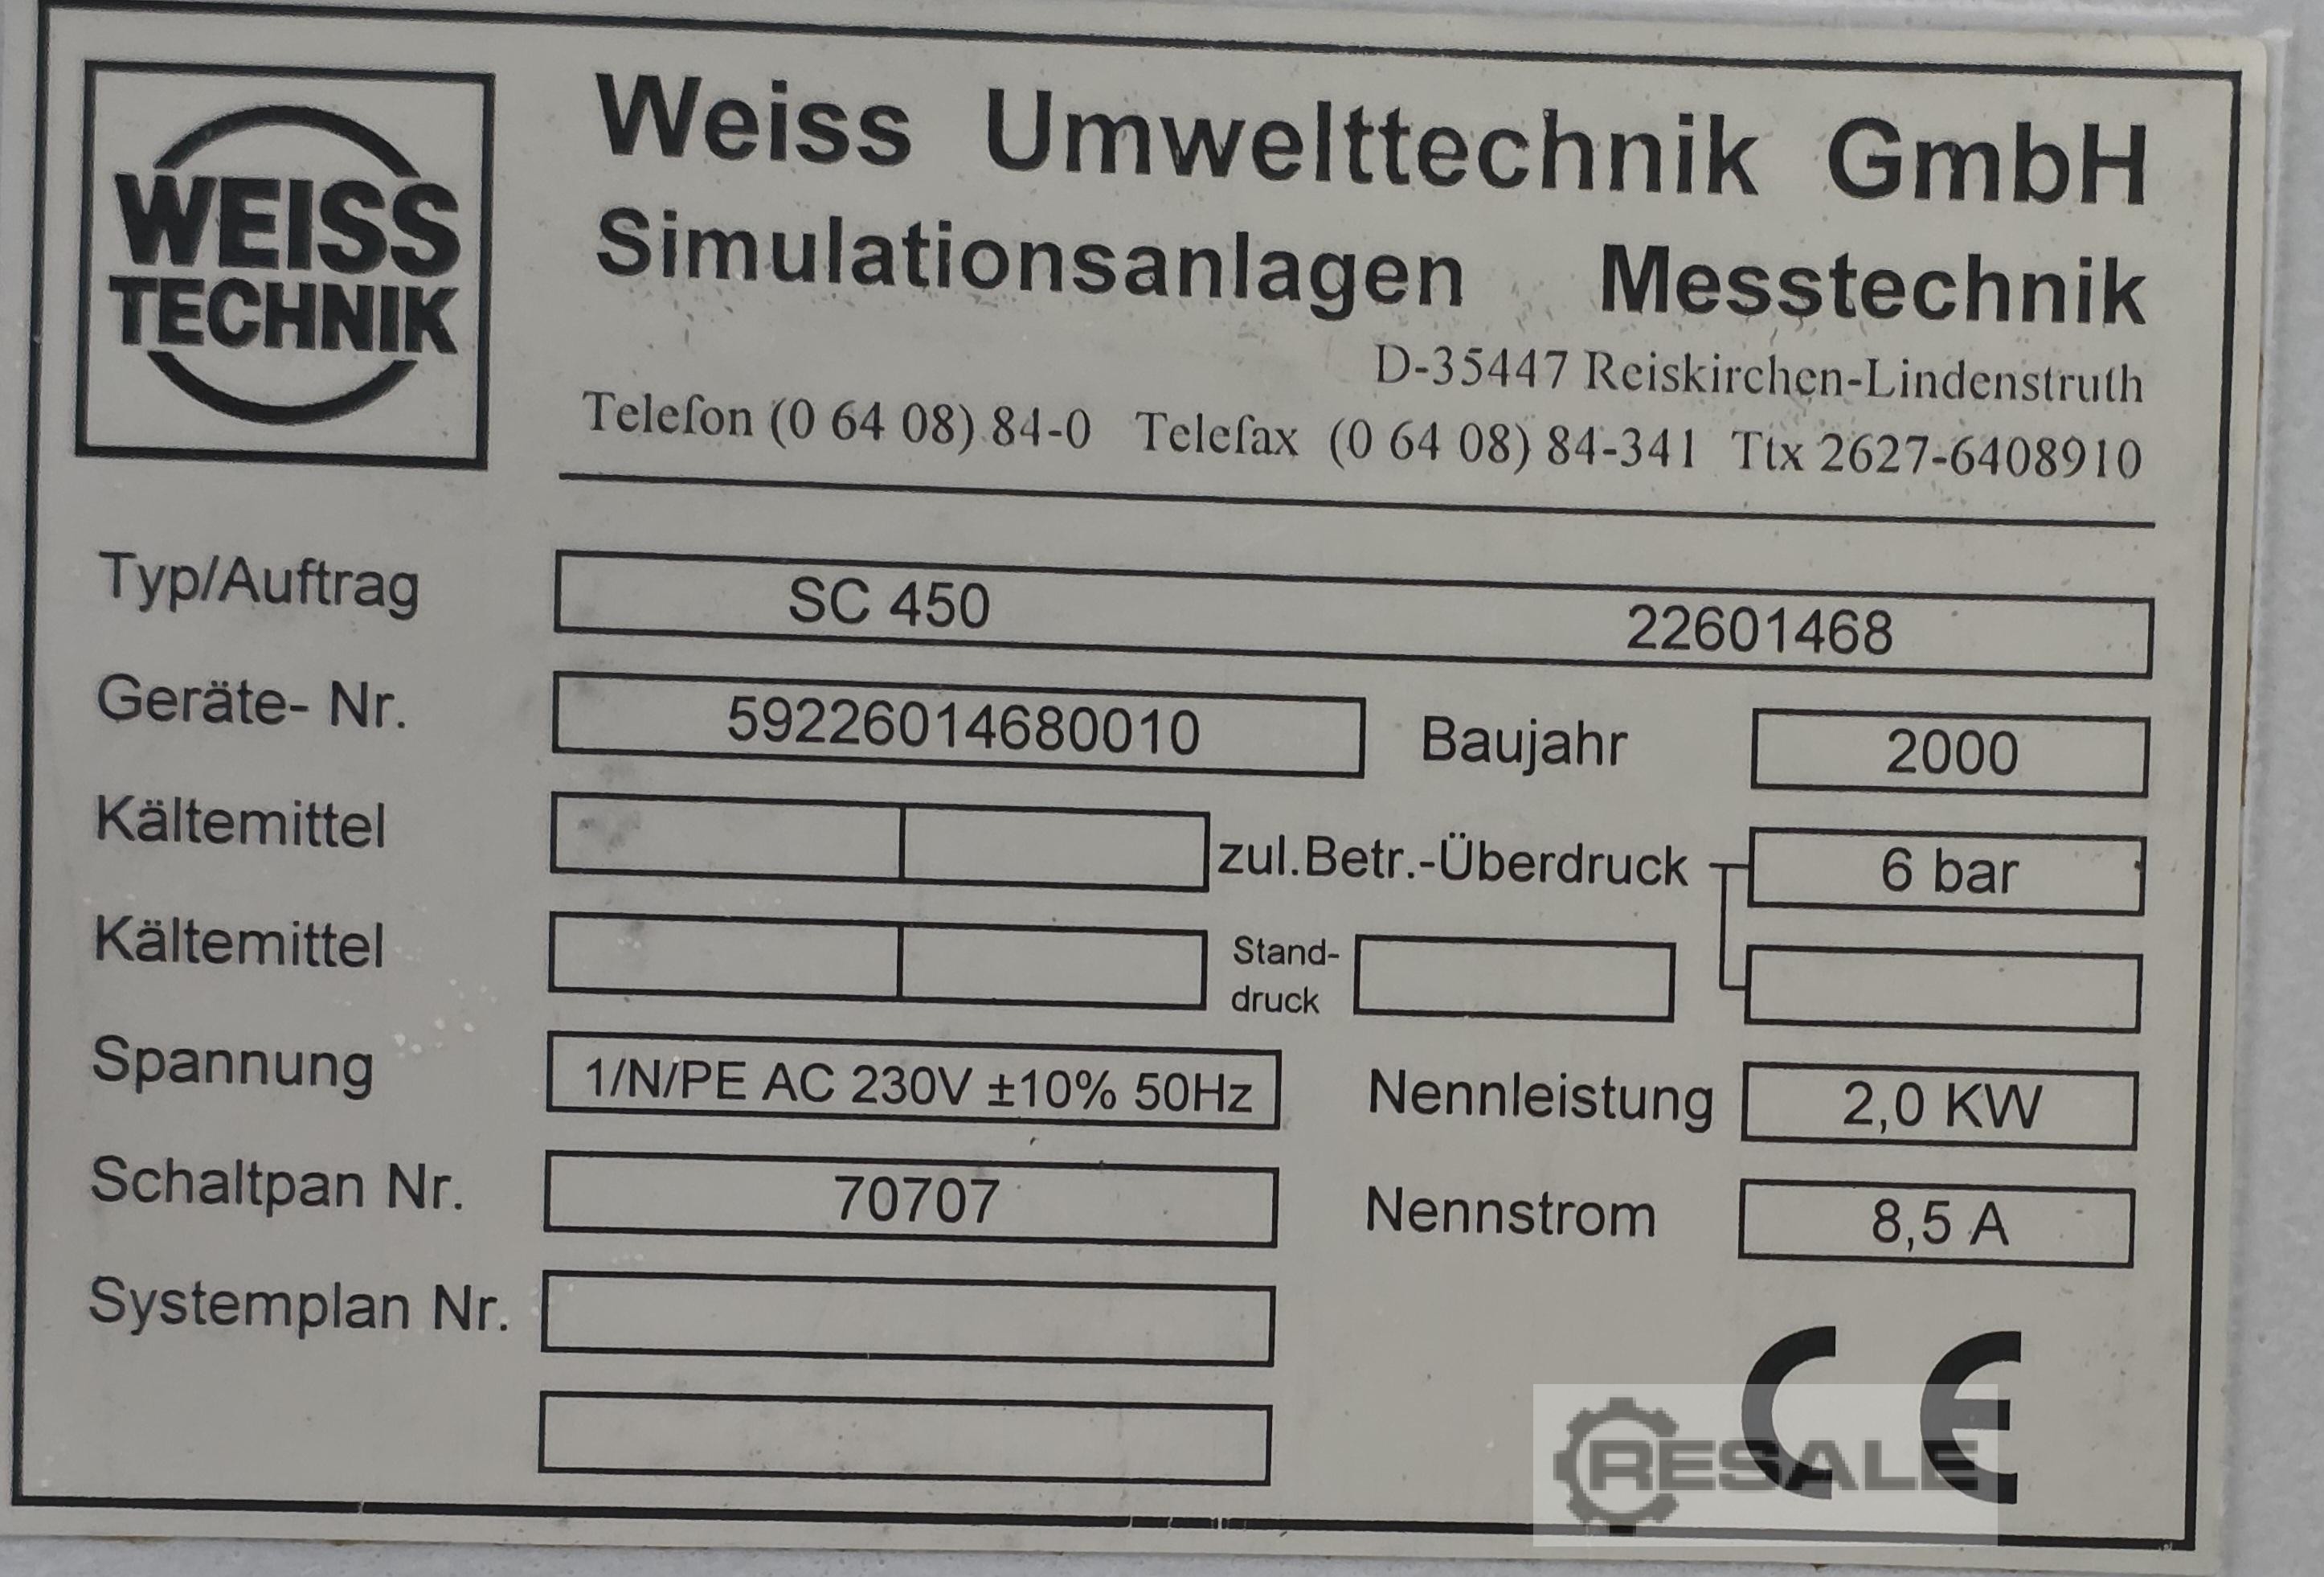 WEISS
TECHNIK
Weiss Umwelttechnik GmbH
Simulationsanlagen Messtechnik
D-35447 Reiskirchen-Lindenstruth
Telefon (0 64 08) 84-0 Telefax (0 64 08) 84-341 Ttx 2627-6408910
Typ/Auftrag SC 450 22601468
Geräte- Nr. 59226014680010 Baujahr 2000
Kältemittel zul.Betr.-Überdruck 6 bar
Kältemittel Stand-
druck
Spannung 1/N/PE AC 230V ±10% 50Hz Nennleistung 2,0 KW
Schaltpan Nr. 70707 Nennstrom 8,5 A
Systemplan Nr.
CE
RESALE